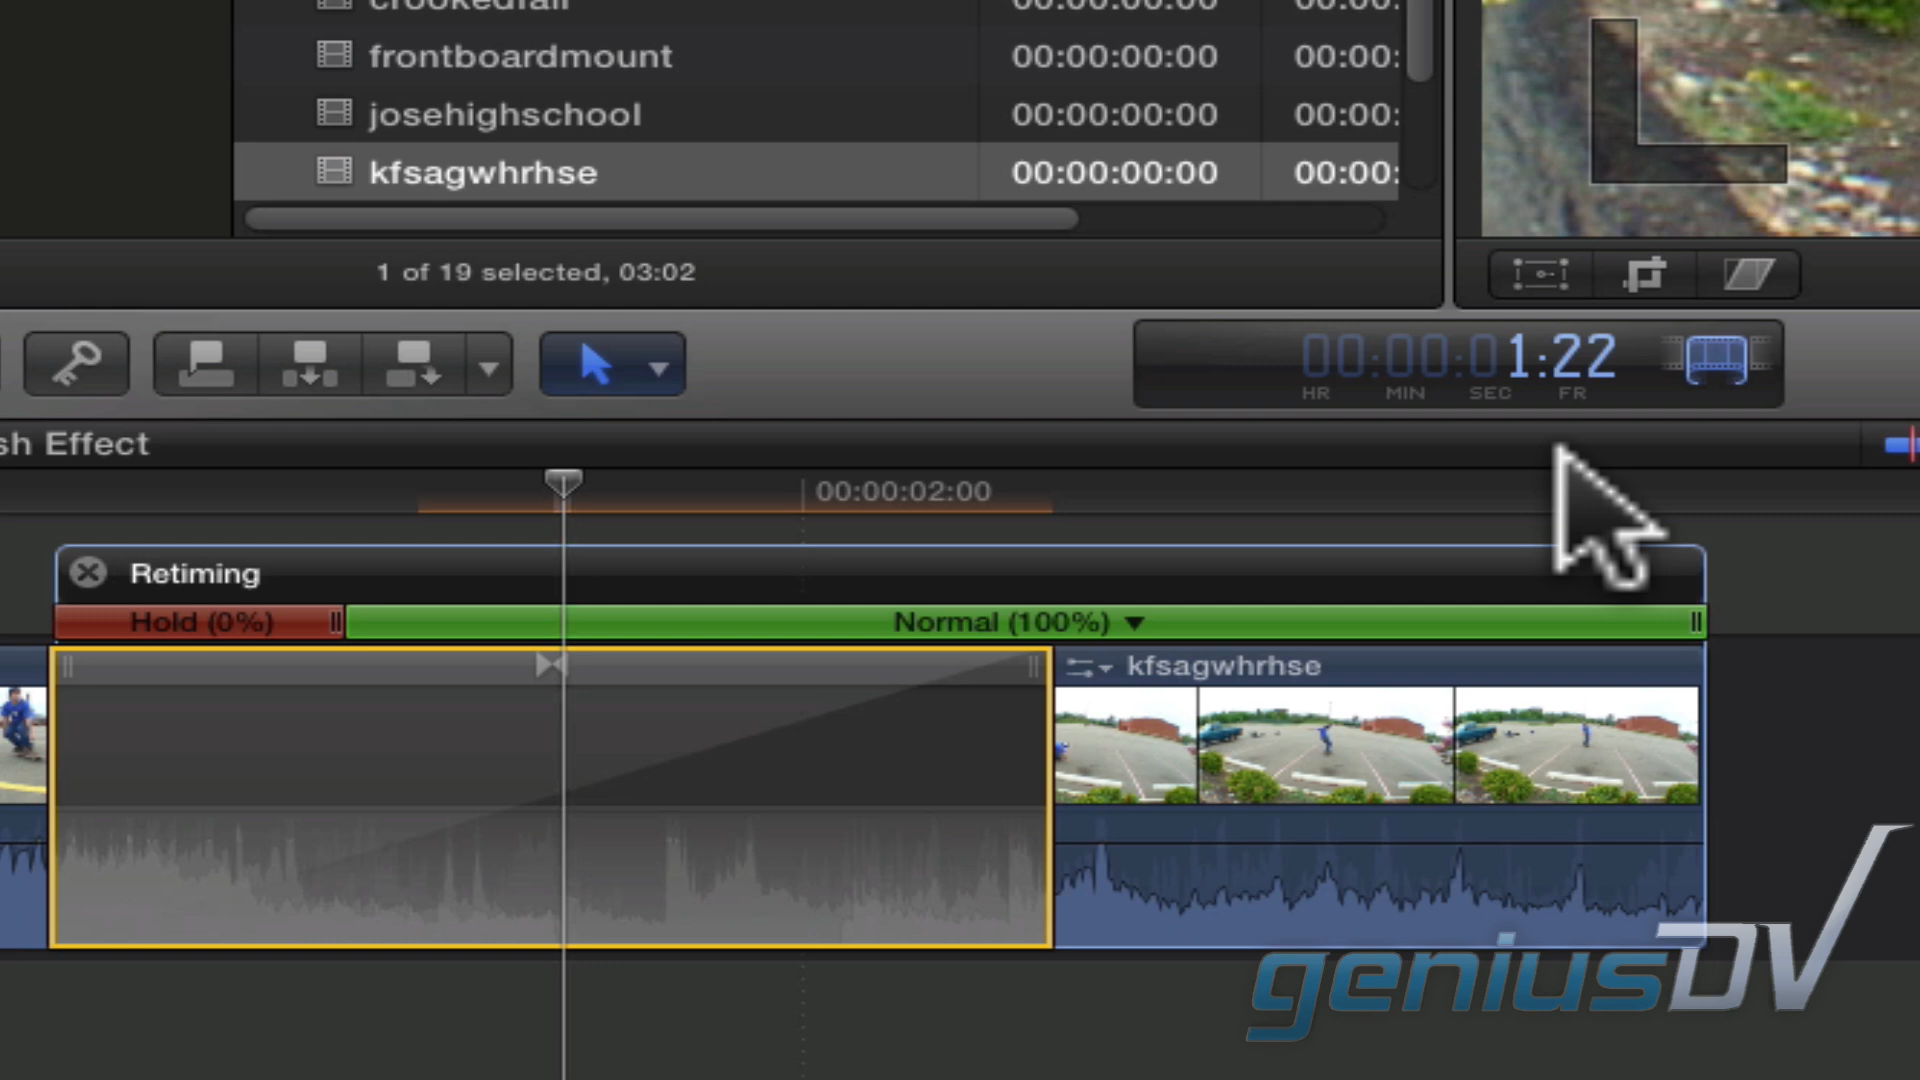 crookedfall 00:00:00:00 00:00:
frontboardmount 00:00:00:00 00:00:
josehighschool 00:00:00:00 00:00:
kfsagwhrhse 00:00:00:00 00:00:
1 of 19 selected, 03:02
00:00:01:22
HR MIN SEC FR
sh Effect
00:00:02:00
Retiming
Hold (0%) Normal (100%)
kfsagwhrhse
geniusDV